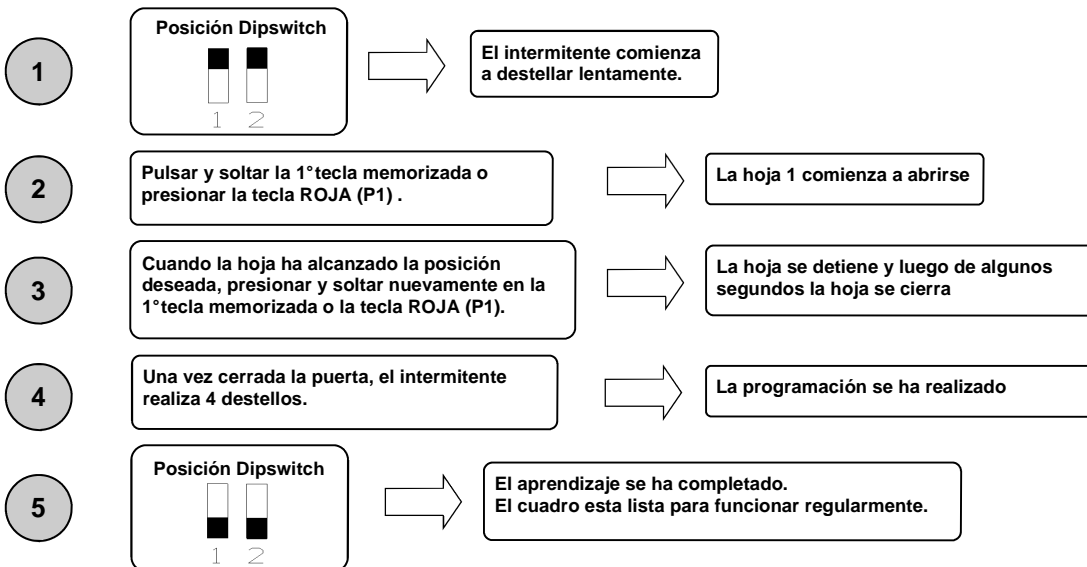 1
Posición Dipswitch
1 2
El intermitente comienza
a destellar lentamente.
2
Pulsar y soltar la 1°tecla memorizada o
presionar la tecla ROJA (P1) .
La hoja 1 comienza a abrirse
3
Cuando la hoja ha alcanzado la posición
deseada, presionar y soltar nuevamente en la
1°tecla memorizada o la tecla ROJA (P1).
La hoja se detiene y luego de algunos
segundos la hoja se cierra
4
Una vez cerrada la puerta, el intermitente
realiza 4 destellos.
La programación se ha realizado
5
Posición Dipswitch
1 2
El aprendizaje se ha completado.
El cuadro esta lista para funcionar regularmente.